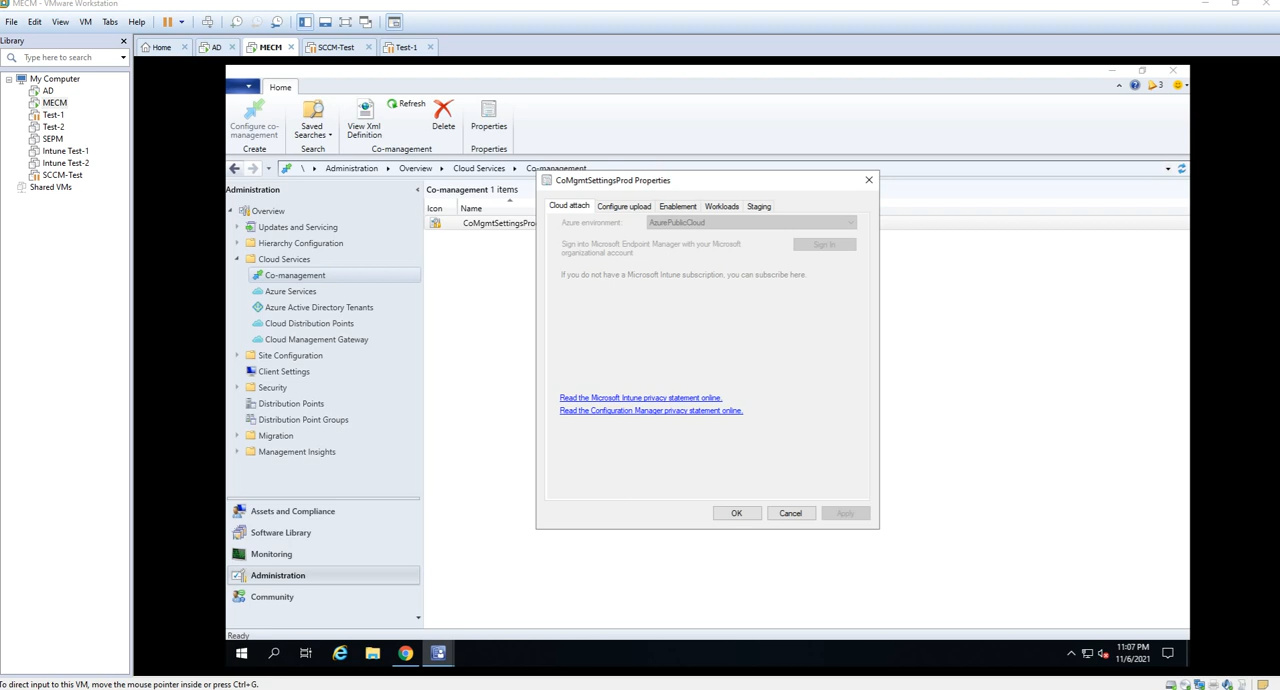 MECM - VMware Workstation
File Edit View VM Tabs Help
Library
Type here to search
My Computer
AD
MECM
Test-1
Test-2
SEPM
Intune Test-1
Intune Test-2
SCCM-Test
Shared VMs
Home AD MECM SCCM-Test Test-1
Home
3
Configure co-management
Saved Searches
View Xml Definition
Refresh
Delete
Properties
Create Search Co-management Properties
\ Administration Overview Cloud Services Co-management
Administration
Overview
Updates and Servicing
Hierarchy Configuration
Cloud Services
Co-management
Azure Services
Azure Active Directory Tenants
Cloud Distribution Points
Cloud Management Gateway
Site Configuration
Client Settings
Security
Distribution Points
Distribution Point Groups
Migration
Management Insights
Assets and Compliance
Software Library
Monitoring
Administration
Community
Co-management 1 items
Icon Name
CoMgmtSettingsPro
CoMgmtSettingsProd Properties
Cloud attach Configure upload Enablement Workloads Staging
Azure environment: AzurePublicCloud
Sign into Microsoft Endpoint Manager with your Microsoft
organizational account
Sign In
If you do not have a Microsoft Intune subscription, you can subscribe here.
Read the Microsoft Intune privacy statement online.
Read the Configuration Manager privacy statement online.
OK Cancel Apply
Ready
11:07 PM
11/6/2021
To direct input to this VM, move the mouse pointer inside or press Ctrl+G.